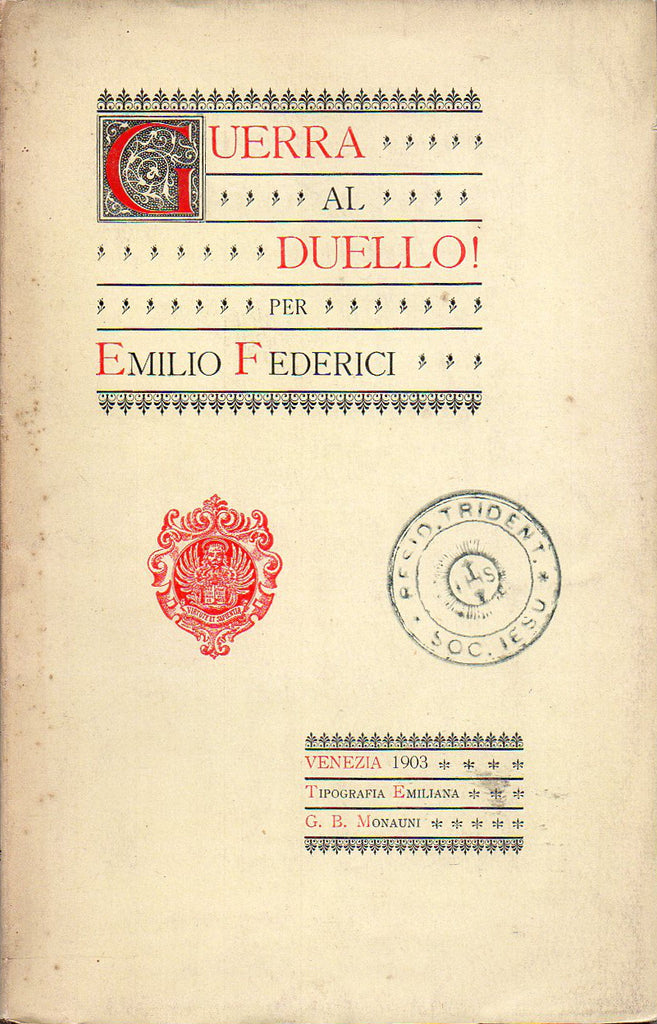 GUERRA
AL
DUELLO!
PER
EMILIO FEDERICI
VIRTUTE ET SAPIENTIA
RESID. TRIDENT. * SOC. IESU *
VENEZIA 1903 * * * *
TIPOGRAFIA EMILIANA * * *
G. B. MONAUNI * * * * *